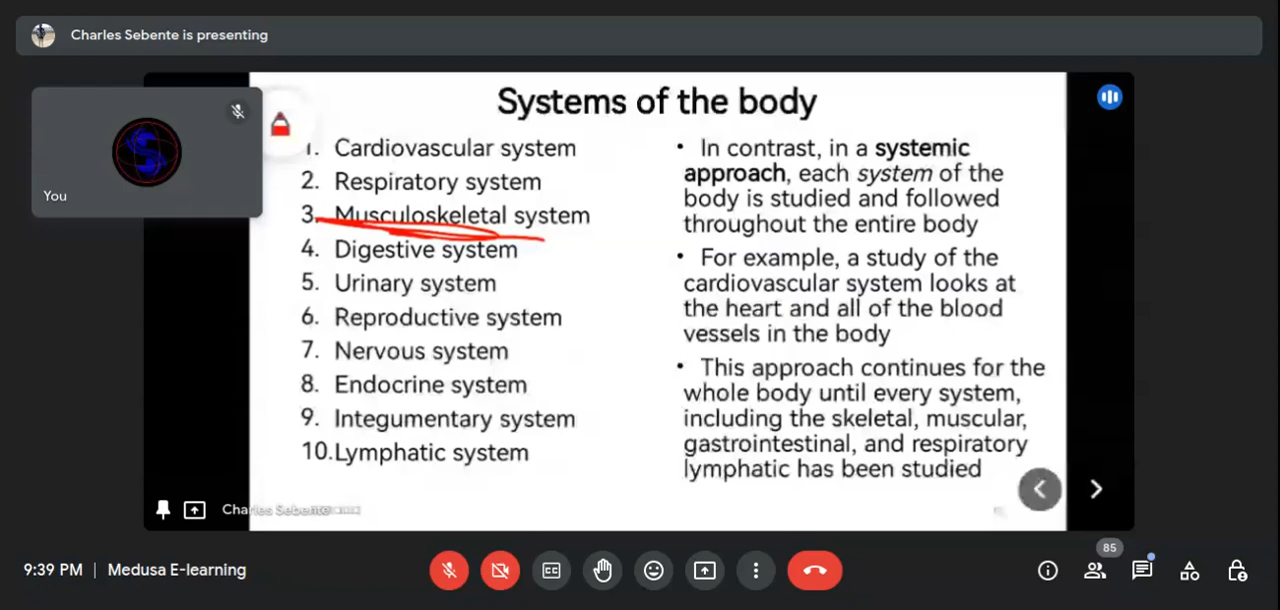 Charles Sebente is presenting
You
Systems of the body
1. Cardiovascular system
2. Respiratory system
3. Musculoskeletal system
4. Digestive system
5. Urinary system
6. Reproductive system
7. Nervous system
8. Endocrine system
9. Integumentary system
10.Lymphatic system
• In contrast, in a systemic
approach, each system of the
body is studied and followed
throughout the entire body
• For example, a study of the
cardiovascular system looks at
the heart and all of the blood
vessels in the body
• This approach continues for the
whole body until every system,
including the skeletal, muscular,
gastrointestinal, and respiratory
lymphatic has been studied
Charles Sebente
9:39 PM | Medusa E-learning
CC
85